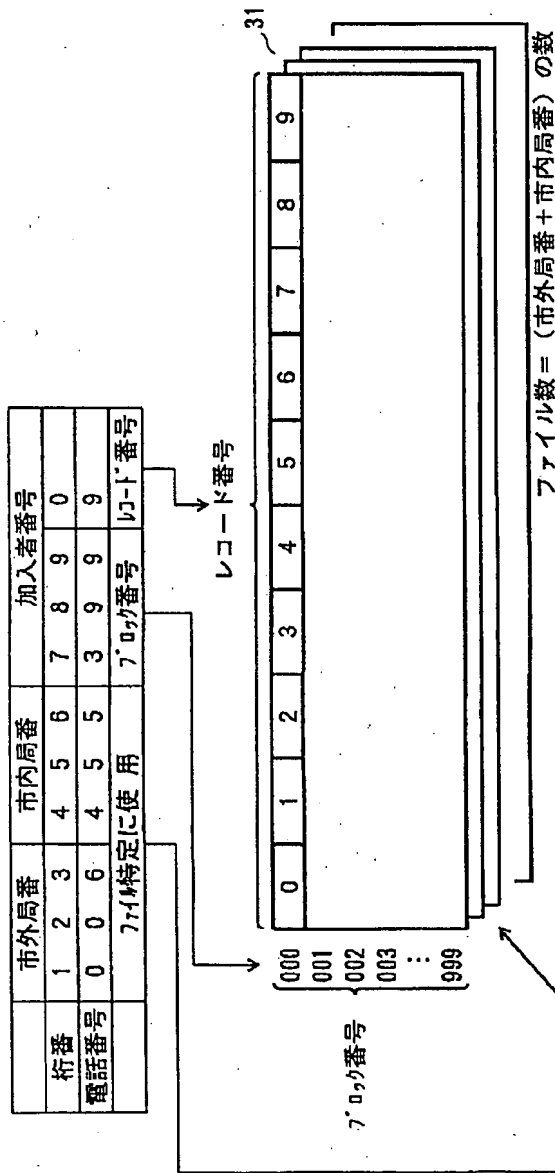 市外局番 市内局番 加入者番号
桁番 1 2 3 4 5 6 7 8 9 0
電話番号 0 0 6 4 5 5 3 9 9 9
ファイル特定に使用 ブロック番号 レコード番号
レコード番号
31
0 1 2 3 4 5 6 7 8 9
000
001
002
003
⋮
999
ブロック番号
ファイル数=(市外局番+市内局番)の数